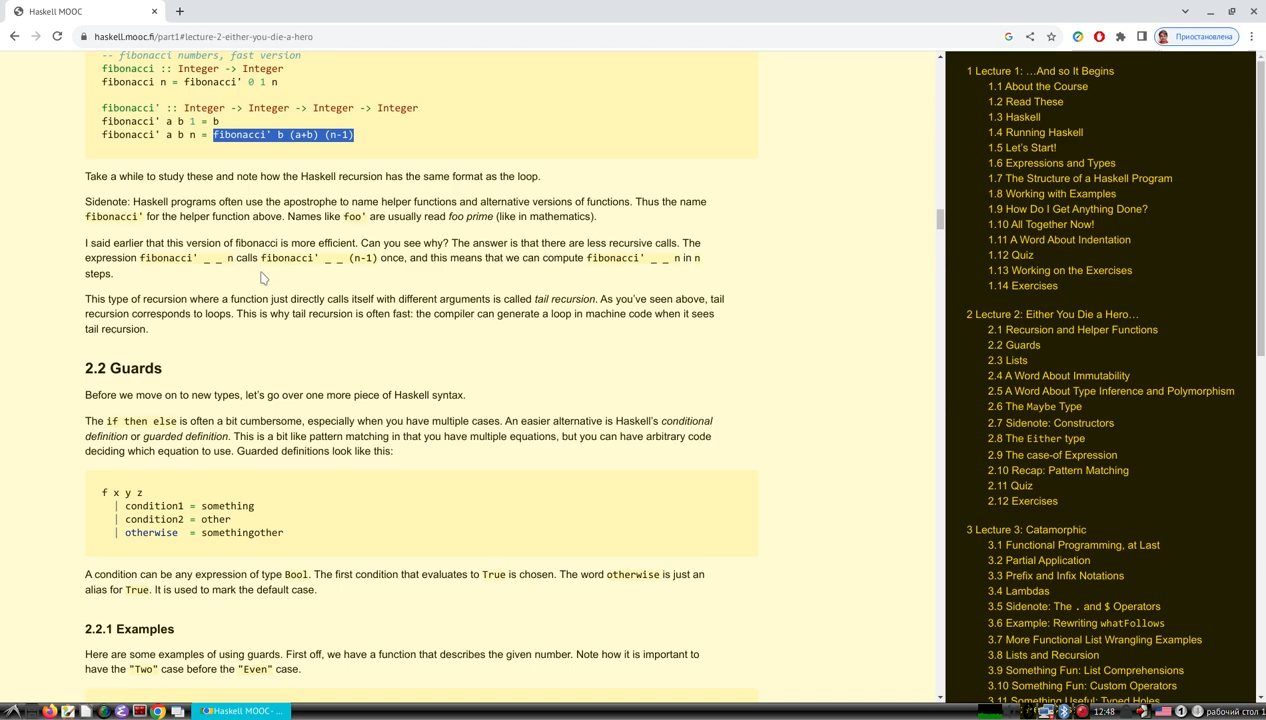 Haskell MOOC
haskell.mooc.fi/part1#lecture-2-either-you-die-a-hero
Приостановлена
-- fibonacci numbers, fast version
fibonacci :: Integer -> Integer
fibonacci n = fibonacci' 0 1 n
fibonacci' :: Integer -> Integer -> Integer -> Integer
fibonacci' a b 1 = b
fibonacci' a b n = fibonacci' b (a+b) (n-1)
Take a while to study these and note how the Haskell recursion has the same format as the loop.
Sidenote: Haskell programs often use the apostrophe to name helper functions and alternative versions of functions. Thus the name
fibonacci' for the helper function above. Names like foo' are usually read foo prime (like in mathematics).
I said earlier that this version of fibonacci is more efficient. Can you see why? The answer is that there are less recursive calls. The
expression fibonacci' _ _ n calls fibonacci' _ _ (n-1) once, and this means that we can compute fibonacci' _ _ n in n
steps.
This type of recursion where a function just directly calls itself with different arguments is called tail recursion. As you've seen above, tail
recursion corresponds to loops. This is why tail recursion is often fast: the compiler can generate a loop in machine code when it sees
tail recursion.
2.2 Guards
Before we move on to new types, let's go over one more piece of Haskell syntax.
The if then else is often a bit cumbersome, especially when you have multiple cases. An easier alternative is Haskell's conditional
definition or guarded definition. This is a bit like pattern matching in that you have multiple equations, but you can have arbitrary code
deciding which equation to use. Guarded definitions look like this:
f x y z
| condition1 = something
| condition2 = other
| otherwise = somethingother
A condition can be any expression of type Bool. The first condition that evaluates to True is chosen. The word otherwise is just an
alias for True. It is used to mark the default case.
2.2.1 Examples
Here are some examples of using guards. First off, we have a function that describes the given number. Note how it is important to
have the "Two" case before the "Even" case.
1 Lecture 1: …And so It Begins
1.1 About the Course
1.2 Read These
1.3 Haskell
1.4 Running Haskell
1.5 Let's Start!
1.6 Expressions and Types
1.7 The Structure of a Haskell Program
1.8 Working with Examples
1.9 How Do I Get Anything Done?
1.10 All Together Now!
1.11 A Word About Indentation
1.12 Quiz
1.13 Working on the Exercises
1.14 Exercises
2 Lecture 2: Either You Die a Hero…
2.1 Recursion and Helper Functions
2.2 Guards
2.3 Lists
2.4 A Word About Immutability
2.5 A Word About Type Inference and Polymorphism
2.6 The Maybe Type
2.7 Sidenote: Constructors
2.8 The Either type
2.9 The case-of Expression
2.10 Recap: Pattern Matching
2.11 Quiz
2.12 Exercises
3 Lecture 3: Catamorphic
3.1 Functional Programming, at Last
3.2 Partial Application
3.3 Prefix and Infix Notations
3.4 Lambdas
3.5 Sidenote: The . and $ Operators
3.6 Example: Rewriting whatFollows
3.7 More Functional List Wrangling Examples
3.8 Lists and Recursion
3.9 Something Fun: List Comprehensions
3.10 Something Fun: Custom Operators
3.11 Something Useful: Typed Holes
Haskell MOOC - ...
12:48
1
рабочий стол 1